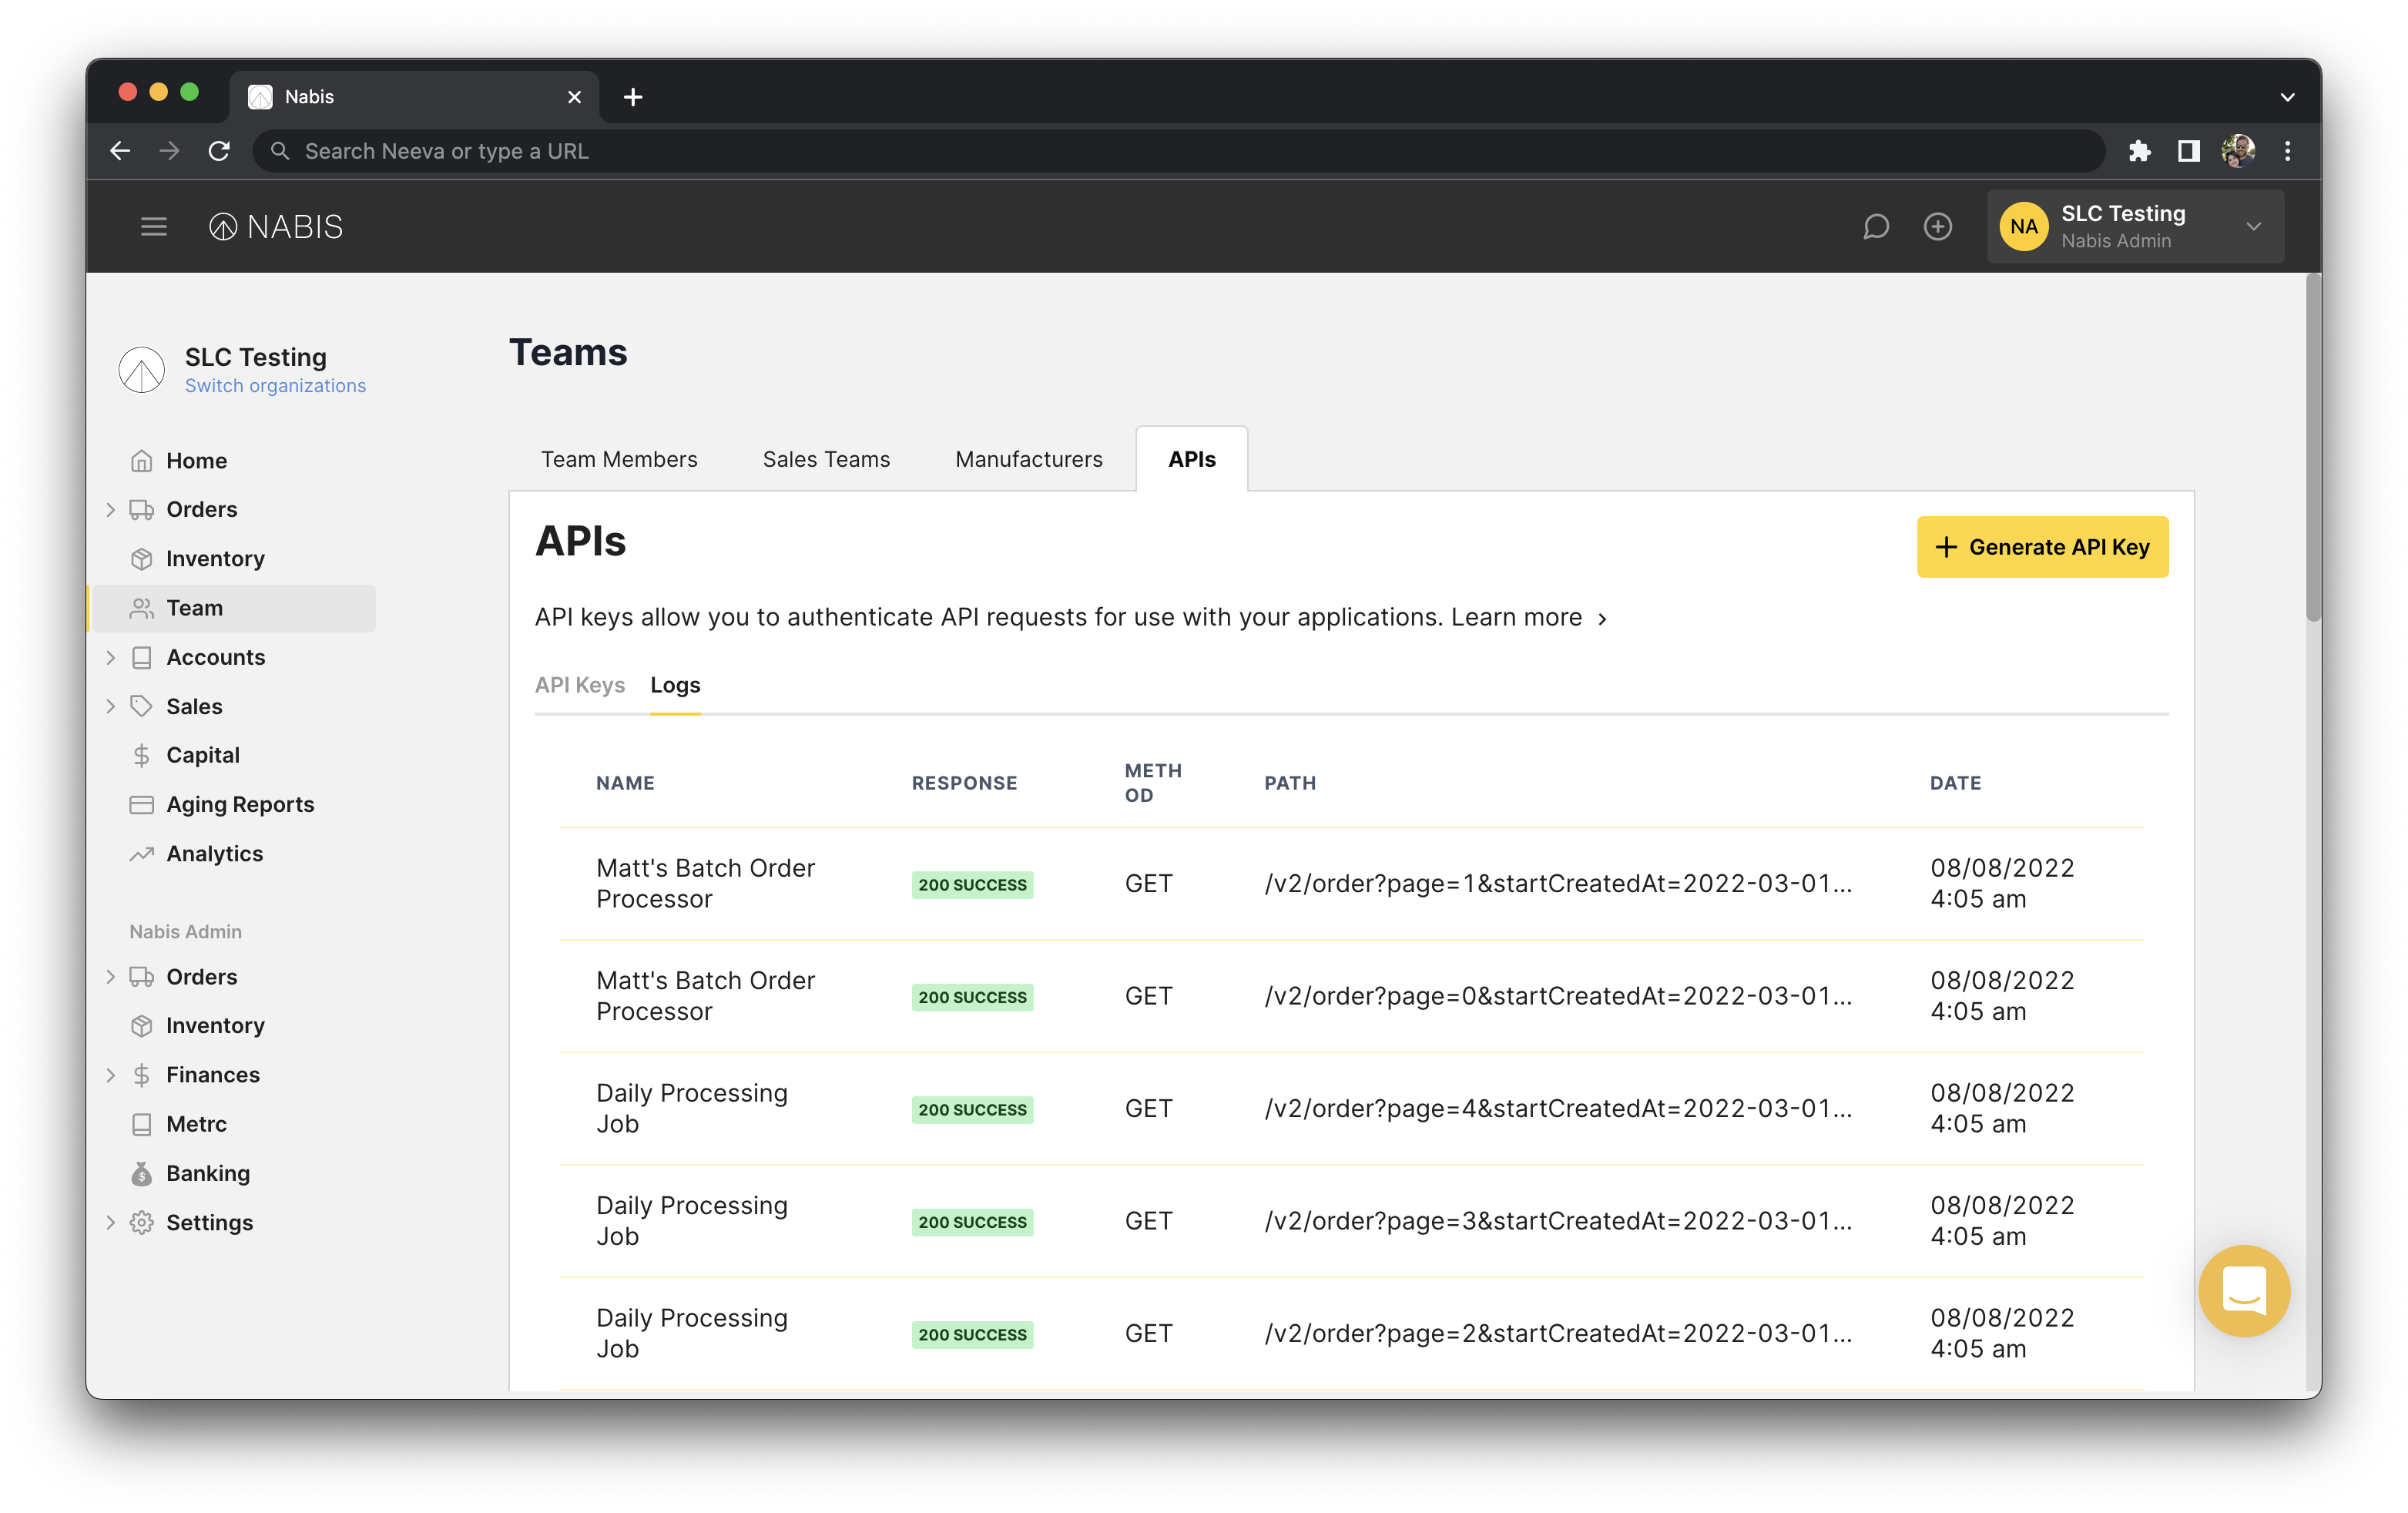 Nabis
Search Neeva or type a URL
NABIS
NA
SLC Testing
Nabis Admin
SLC Testing
Switch organizations
Home
Orders
Inventory
Team
Accounts
Sales
Capital
Aging Reports
Analytics
Nabis Admin
Orders
Inventory
Finances
Metrc
Banking
Settings
Teams
Team Members
Sales Teams
Manufacturers
APIs
APIs
Generate API Key
API keys allow you to authenticate API requests for use with your applications. Learn more
API Keys
Logs
NAME
RESPONSE
METH
OD
PATH
DATE
Matt's Batch Order
Processor
200 SUCCESS
GET
/v2/order?page=1&startCreatedAt=2022-03-01...
08/08/2022
4:05 am
Matt's Batch Order
Processor
200 SUCCESS
GET
/v2/order?page=0&startCreatedAt=2022-03-01...
08/08/2022
4:05 am
Daily Processing
Job
200 SUCCESS
GET
/v2/order?page=4&startCreatedAt=2022-03-01...
08/08/2022
4:05 am
Daily Processing
Job
200 SUCCESS
GET
/v2/order?page=3&startCreatedAt=2022-03-01...
08/08/2022
4:05 am
Daily Processing
Job
200 SUCCESS
GET
/v2/order?page=2&startCreatedAt=2022-03-01...
08/08/2022
4:05 am